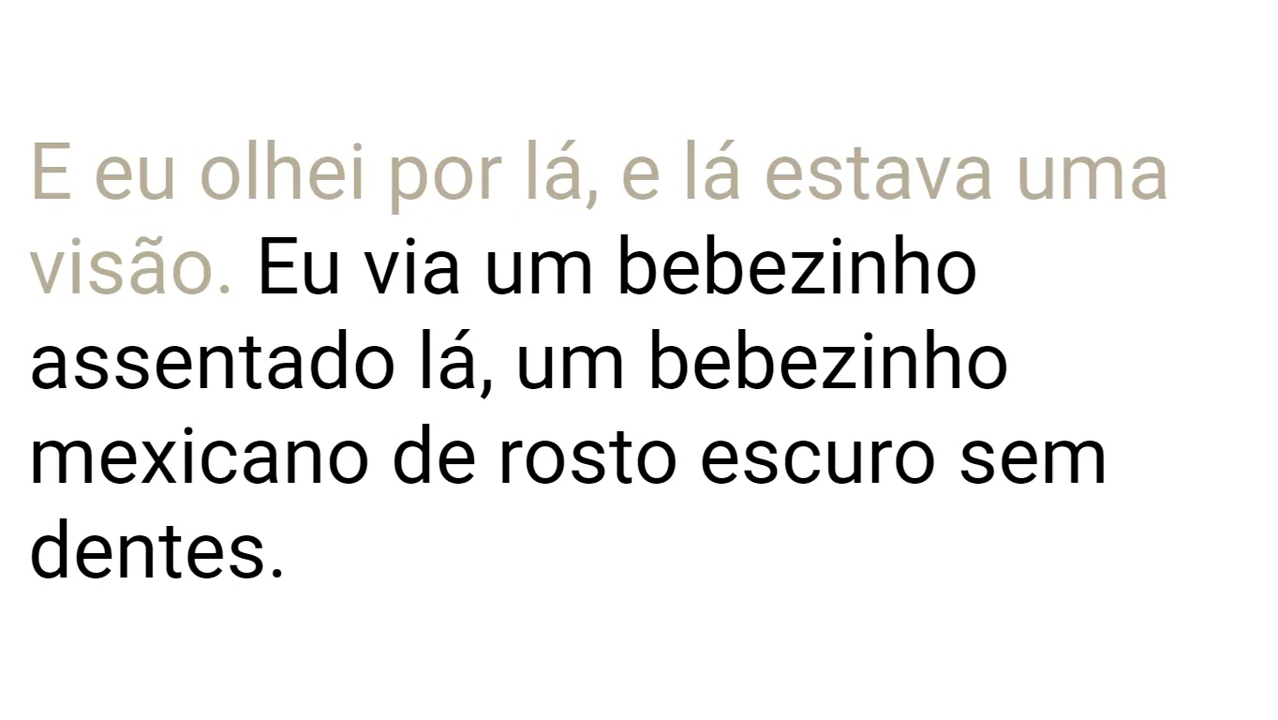 E eu olhei por lá, e lá estava uma
visão. Eu via um bebezinho
assentado lá, um bebezinho
mexicano de rosto escuro sem
dentes.